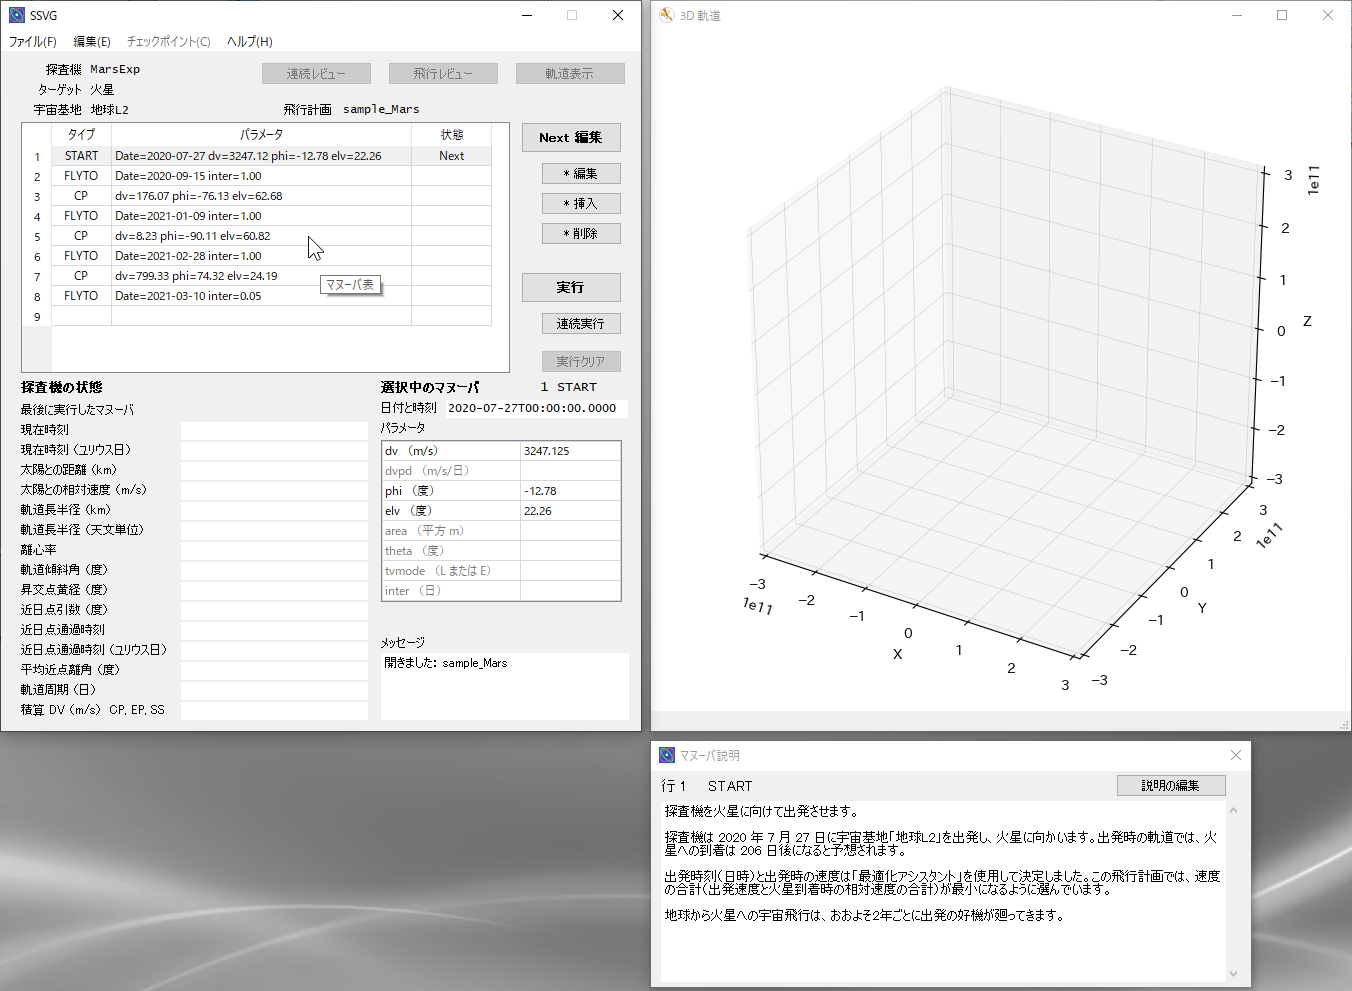 SSVG
ファイル(F) 編集(E) チェックポイント(C) ヘルプ(H)
探査機 MarsExp
連続レビュー 飛行レビュー 軌道表示
ターゲット 火星
宇宙基地 地球L2 飛行計画 sample_Mars
タイプ パラメータ 状態
1 START Date=2020-07-27 dv=3247.12 phi=-12.78 elv=22.26 Next
2 FLYTO Date=2020-09-15 inter=1.00
3 CP dv=176.07 phi=-76.13 elv=62.68
4 FLYTO Date=2021-01-09 inter=1.00
5 CP dv=8.23 phi=-90.11 elv=60.82
6 FLYTO Date=2021-02-28 inter=1.00
7 CP dv=799.33 phi=74.32 elv=24.19
8 FLYTO Date=2021-03-10 inter=0.05
9
マヌーバ表
Next 編集
* 編集
* 挿入
* 削除
実行
連続実行
実行クリア
探査機の状態
最後に実行したマヌーバ
現在時刻
現在時刻（ユリウス日）
太陽との距離（km）
太陽との相対速度（m/s）
軌道長半径（km）
軌道長半径（天文単位）
離心率
軌道傾斜角（度）
昇交点黄経（度）
近日点引数（度）
近日点通過時刻
近日点通過時刻（ユリウス日）
平均近点離角（度）
軌道周期（日）
積算 DV（m/s） CP, EP, SS
選択中のマヌーバ 1 START
日付と時刻 2020-07-27T00:00:00.0000
パラメータ
dv （m/s） 3247.125
dvpd （m/s/日）
phi （度） -12.78
elv （度） 22.26
area （平方 m）
theta （度）
tvmode （L または E）
inter （日）
メッセージ
開きました: sample_Mars
3D 軌道
3
1e11
2
1
0
Z
−1
−2
−3
3
2
1e11
1
0
Y
−1
−2
−3
−3
1e11
−2
−1
0
X
1
2
3
マヌーバ説明
行 1 START
説明の編集
探査機を火星に向けて出発させます。
探査機は 2020 年 7 月 27 日に宇宙基地「地球L2」を出発し、火星に向かいます。出発時の軌道では、火
星への到着は 206 日後になると予想されます。
出発時刻（日時）と出発時の速度は「最適化アシスタント」を使用して決定しました。この飛行計画では、速度
の合計（出発速度と火星到着時の相対速度の合計）が最小になるように選んでいます。
地球から火星への宇宙飛行は、おおよそ2年ごとに出発の好機が廻ってきます。